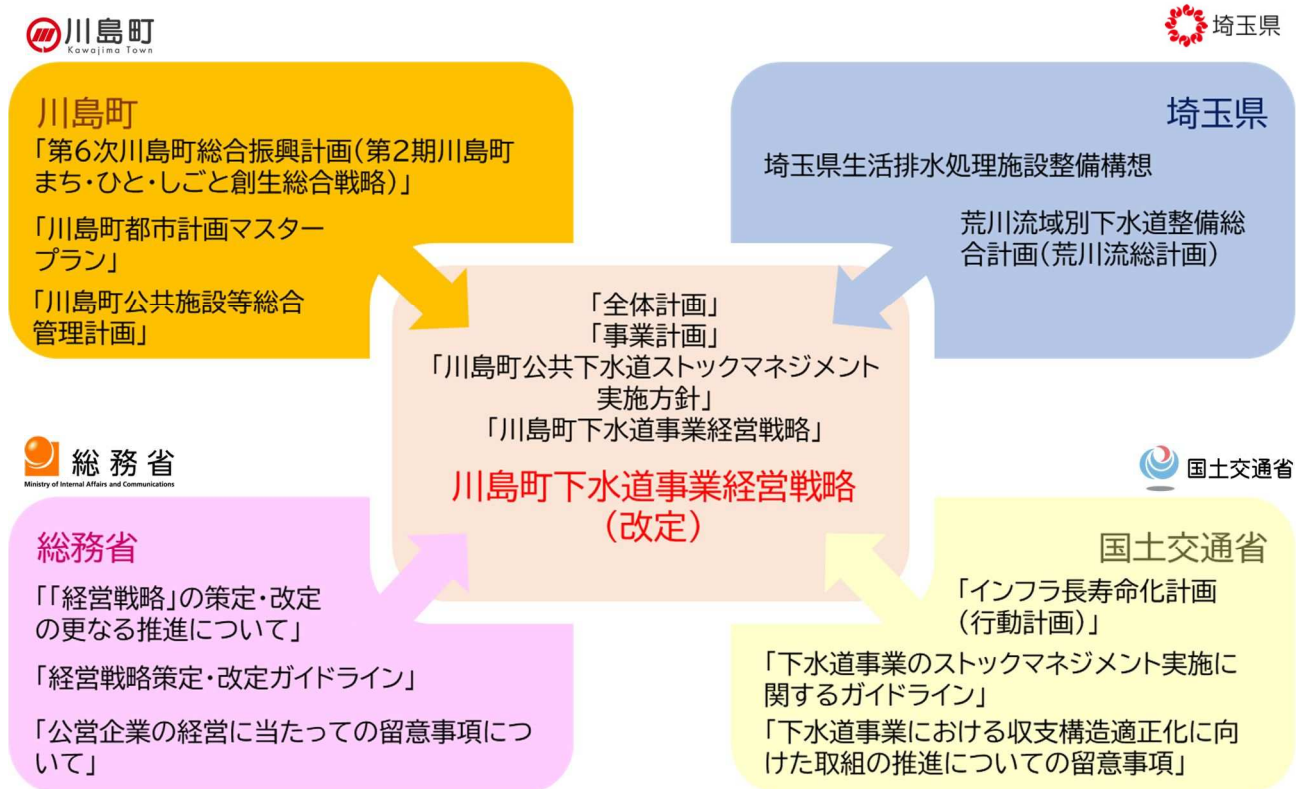 川島町
Kawajima Town
埼玉県
川島町
「第6次川島町総合振興計画(第2期川島町
まち・ひと・しごと創生総合戦略)」
「川島町都市計画マスター
プラン」
「川島町公共施設等総合
管理計画」
埼玉県
埼玉県生活排水処理施設整備構想
荒川流域別下水道整備総
合計画(荒川流総計画)
「全体計画」
「事業計画」
「川島町公共下水道ストックマネジメント
実施方針」
「川島町下水道事業経営戦略」
川島町下水道事業経営戦略
(改定)
総務省
Ministry of Internal Affairs and Communications
総務省
「「経営戦略」の策定・改定
の更なる推進について」
「経営戦略策定・改定ガイドライン」
「公営企業の経営に当たっての留意事項につ
いて」
国土交通省
国土交通省
「インフラ長寿命化計画
(行動計画)」
「下水道事業のストックマネジメント実施に
関するガイドライン」
「下水道事業における収支構造適正化に向
けた取組の推進についての留意事項」